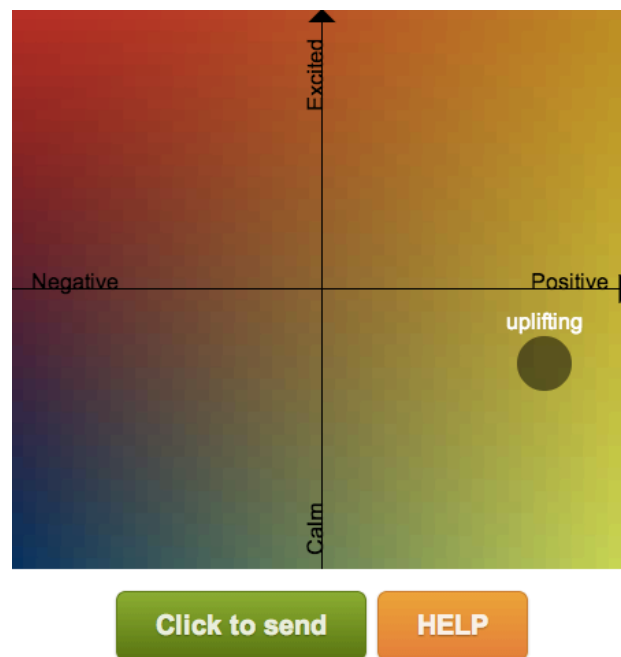 Excited
Negative
Positive
uplifting
Calm
Click to send
HELP